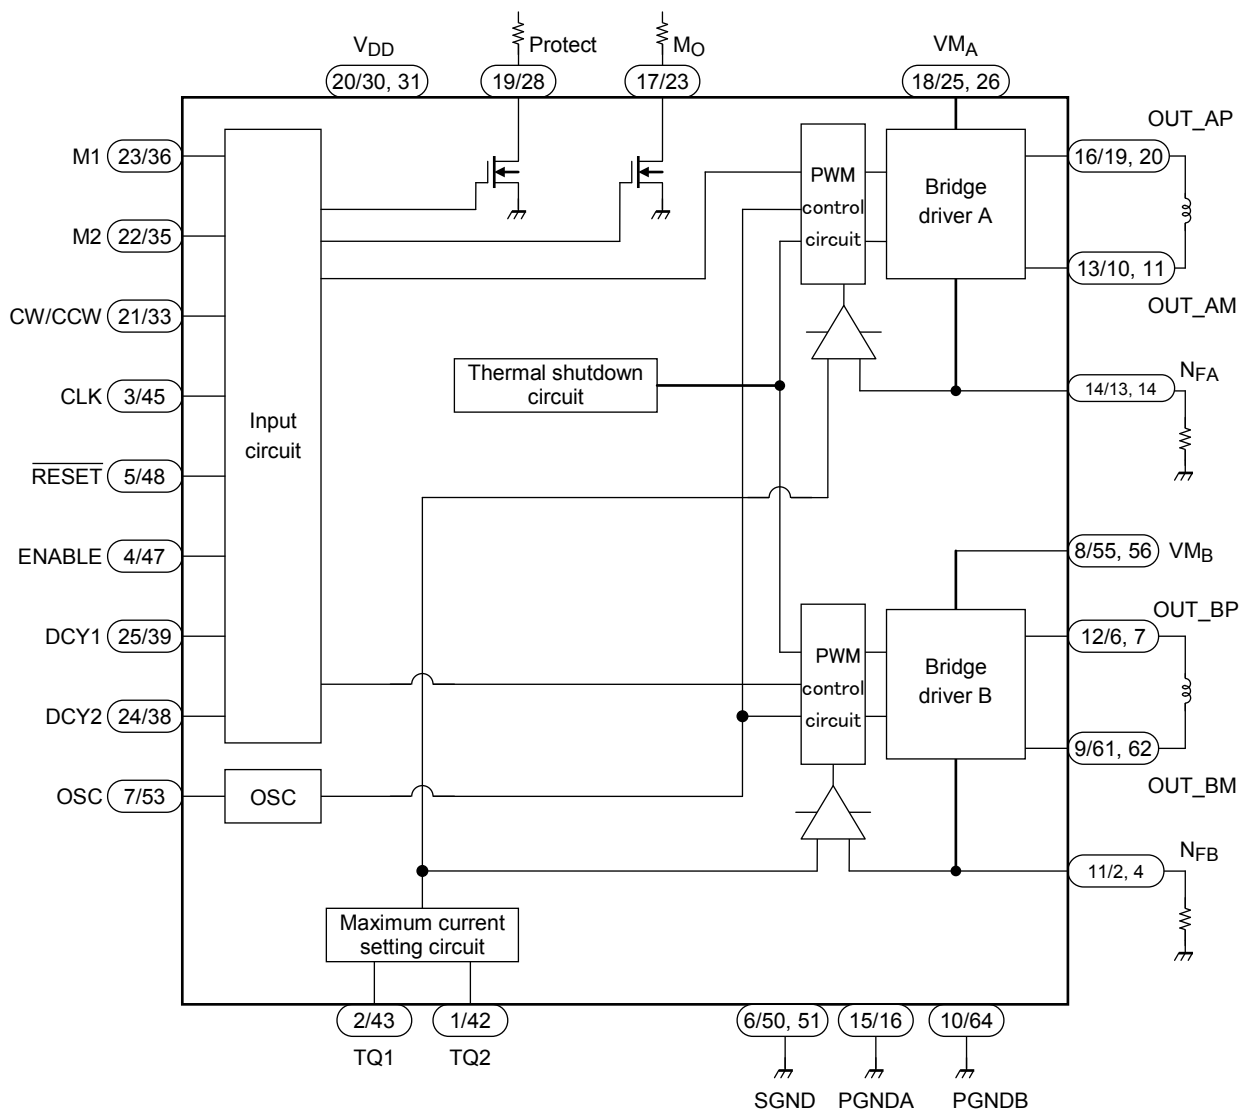 VDD
Protect
MO
VMA
20/30, 31
19/28
17/23
18/25, 26
OUT_AP
M1
23/36
16/19, 20
PWM
control
circuit
Bridge
driver A
M2
22/35
13/10, 11
OUT_AM
CW/CCW
21/33
Thermal shutdown
circuit
NFA
14/13, 14
CLK
3/45
Input
circuit
RESET
5/48
ENABLE
4/47
8/55, 56
VMB
OUT_BP
DCY1
25/39
12/6, 7
PWM
control
circuit
Bridge
driver B
DCY2
24/38
9/61, 62
OUT_BM
OSC
7/53
OSC
NFB
11/2, 4
Maximum current
setting circuit
2/43
1/42
6/50, 51
15/16
10/64
TQ1
TQ2
SGND
PGNDA
PGNDB